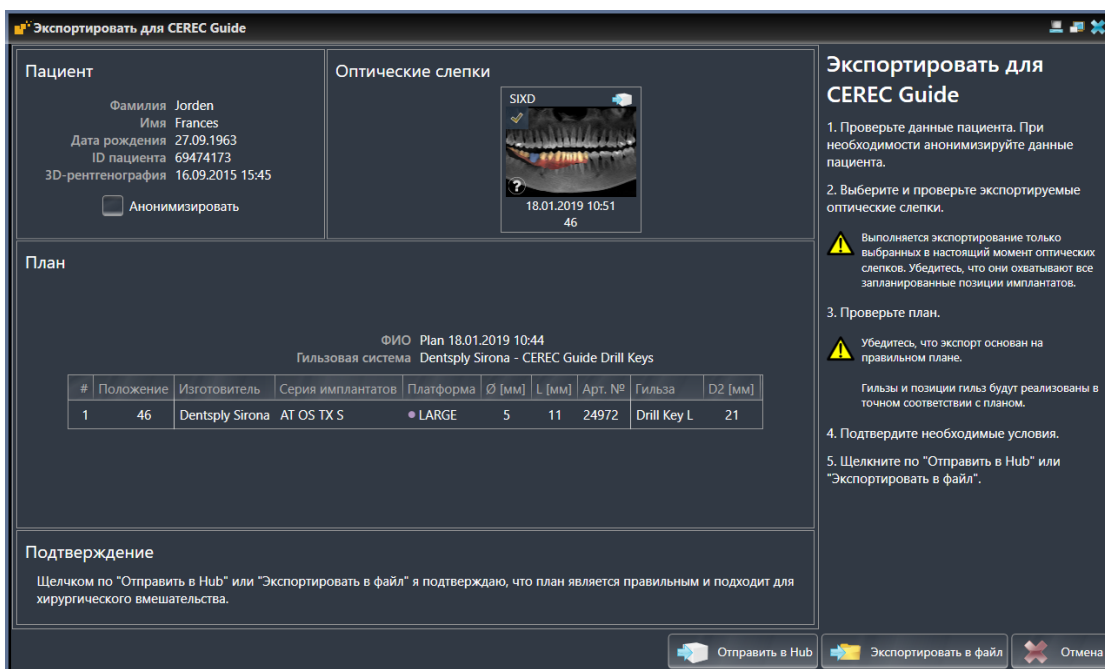 Экспортировать для CEREC Guide
Пациент
Фамилия Jorden
Имя Frances
Дата рождения 27.09.1963
ID пациента 69474173
3D-рентгенография 16.09.2015 15:45
Анонимизировать
Оптические слепки
SIXD
?
18.01.2019 10:51
46
План
ФИО Plan 18.01.2019 10:44
Гильзовая система Dentsply Sirona - CEREC Guide Drill Keys
# Положение Изготовитель Серия имплантатов Платформа Ø [мм] L [мм] Арт. № Гильза D2 [мм]
1 46 Dentsply Sirona AT OS TX S LARGE 5 11 24972 Drill Key L 21
Подтверждение
Щелчком по "Отправить в Hub" или "Экспортировать в файл" я подтверждаю, что план является правильным и подходит для
хирургического вмешательства.
Экспортировать для
CEREC Guide
1. Проверьте данные пациента. При
необходимости анонимизируйте данные
пациента.
2. Выберите и проверьте экспортируемые
оптические слепки.
Выполняется экспортирование только
выбранных в настоящий момент оптических
слепков. Убедитесь, что они охватывают все
запланированные позиции имплантатов.
3. Проверьте план.
Убедитесь, что экспорт основан на
правильном плане.
Гильзы и позиции гильз будут реализованы в
точном соответствии с планом.
4. Подтвердите необходимые условия.
5. Щелкните по "Отправить в Hub" или
"Экспортировать в файл".
Отправить в Hub
Экспортировать в файл
Отмена